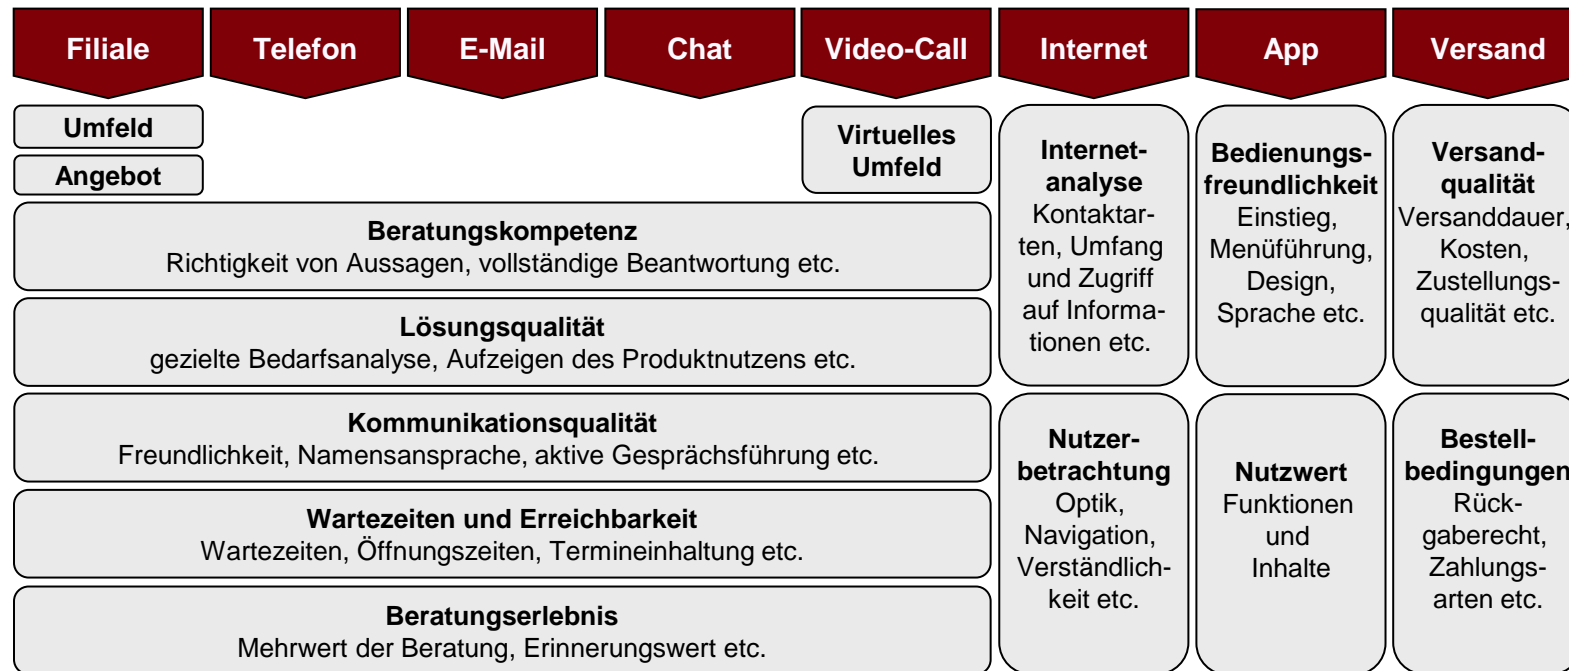 Filiale
Telefon
E-Mail
Chat
Video-Call
Internet
App
Versand
Umfeld
Angebot
Virtuelles
Umfeld
Beratungskompetenz
Richtigkeit von Aussagen, vollständige Beantwortung etc.
Lösungsqualität
gezielte Bedarfsanalyse, Aufzeigen des Produktnutzens etc.
Kommunikationsqualität
Freundlichkeit, Namensansprache, aktive Gesprächsführung etc.
Wartezeiten und Erreichbarkeit
Wartezeiten, Öffnungszeiten, Termineinhaltung etc.
Beratungserlebnis
Mehrwert der Beratung, Erinnerungswert etc.
Internet-
analyse
Kontaktar-
ten, Umfang
und Zugriff
auf Informa-
tionen etc.
Nutzer-
betrachtung
Optik,
Navigation,
Verständlich-
keit etc.
Bedienungs-
freundlichkeit
Einstieg,
Menüführung,
Design,
Sprache etc.
Nutzwert
Funktionen
und
Inhalte
Versand-
qualität
Versanddauer,
Kosten,
Zustellungs-
qualität etc.
Bestell-
bedingungen
Rück-
gaberecht,
Zahlungs-
arten etc.